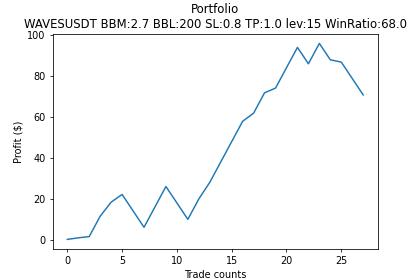 Portfolio
WAVESUSDT BBM:2.7 BBL:200 SL:0.8 TP:1.0 lev:15 WinRatio:68.0
100
80
60
40
20
0
Profit ($)
0 5 10 15 20 25
Trade counts